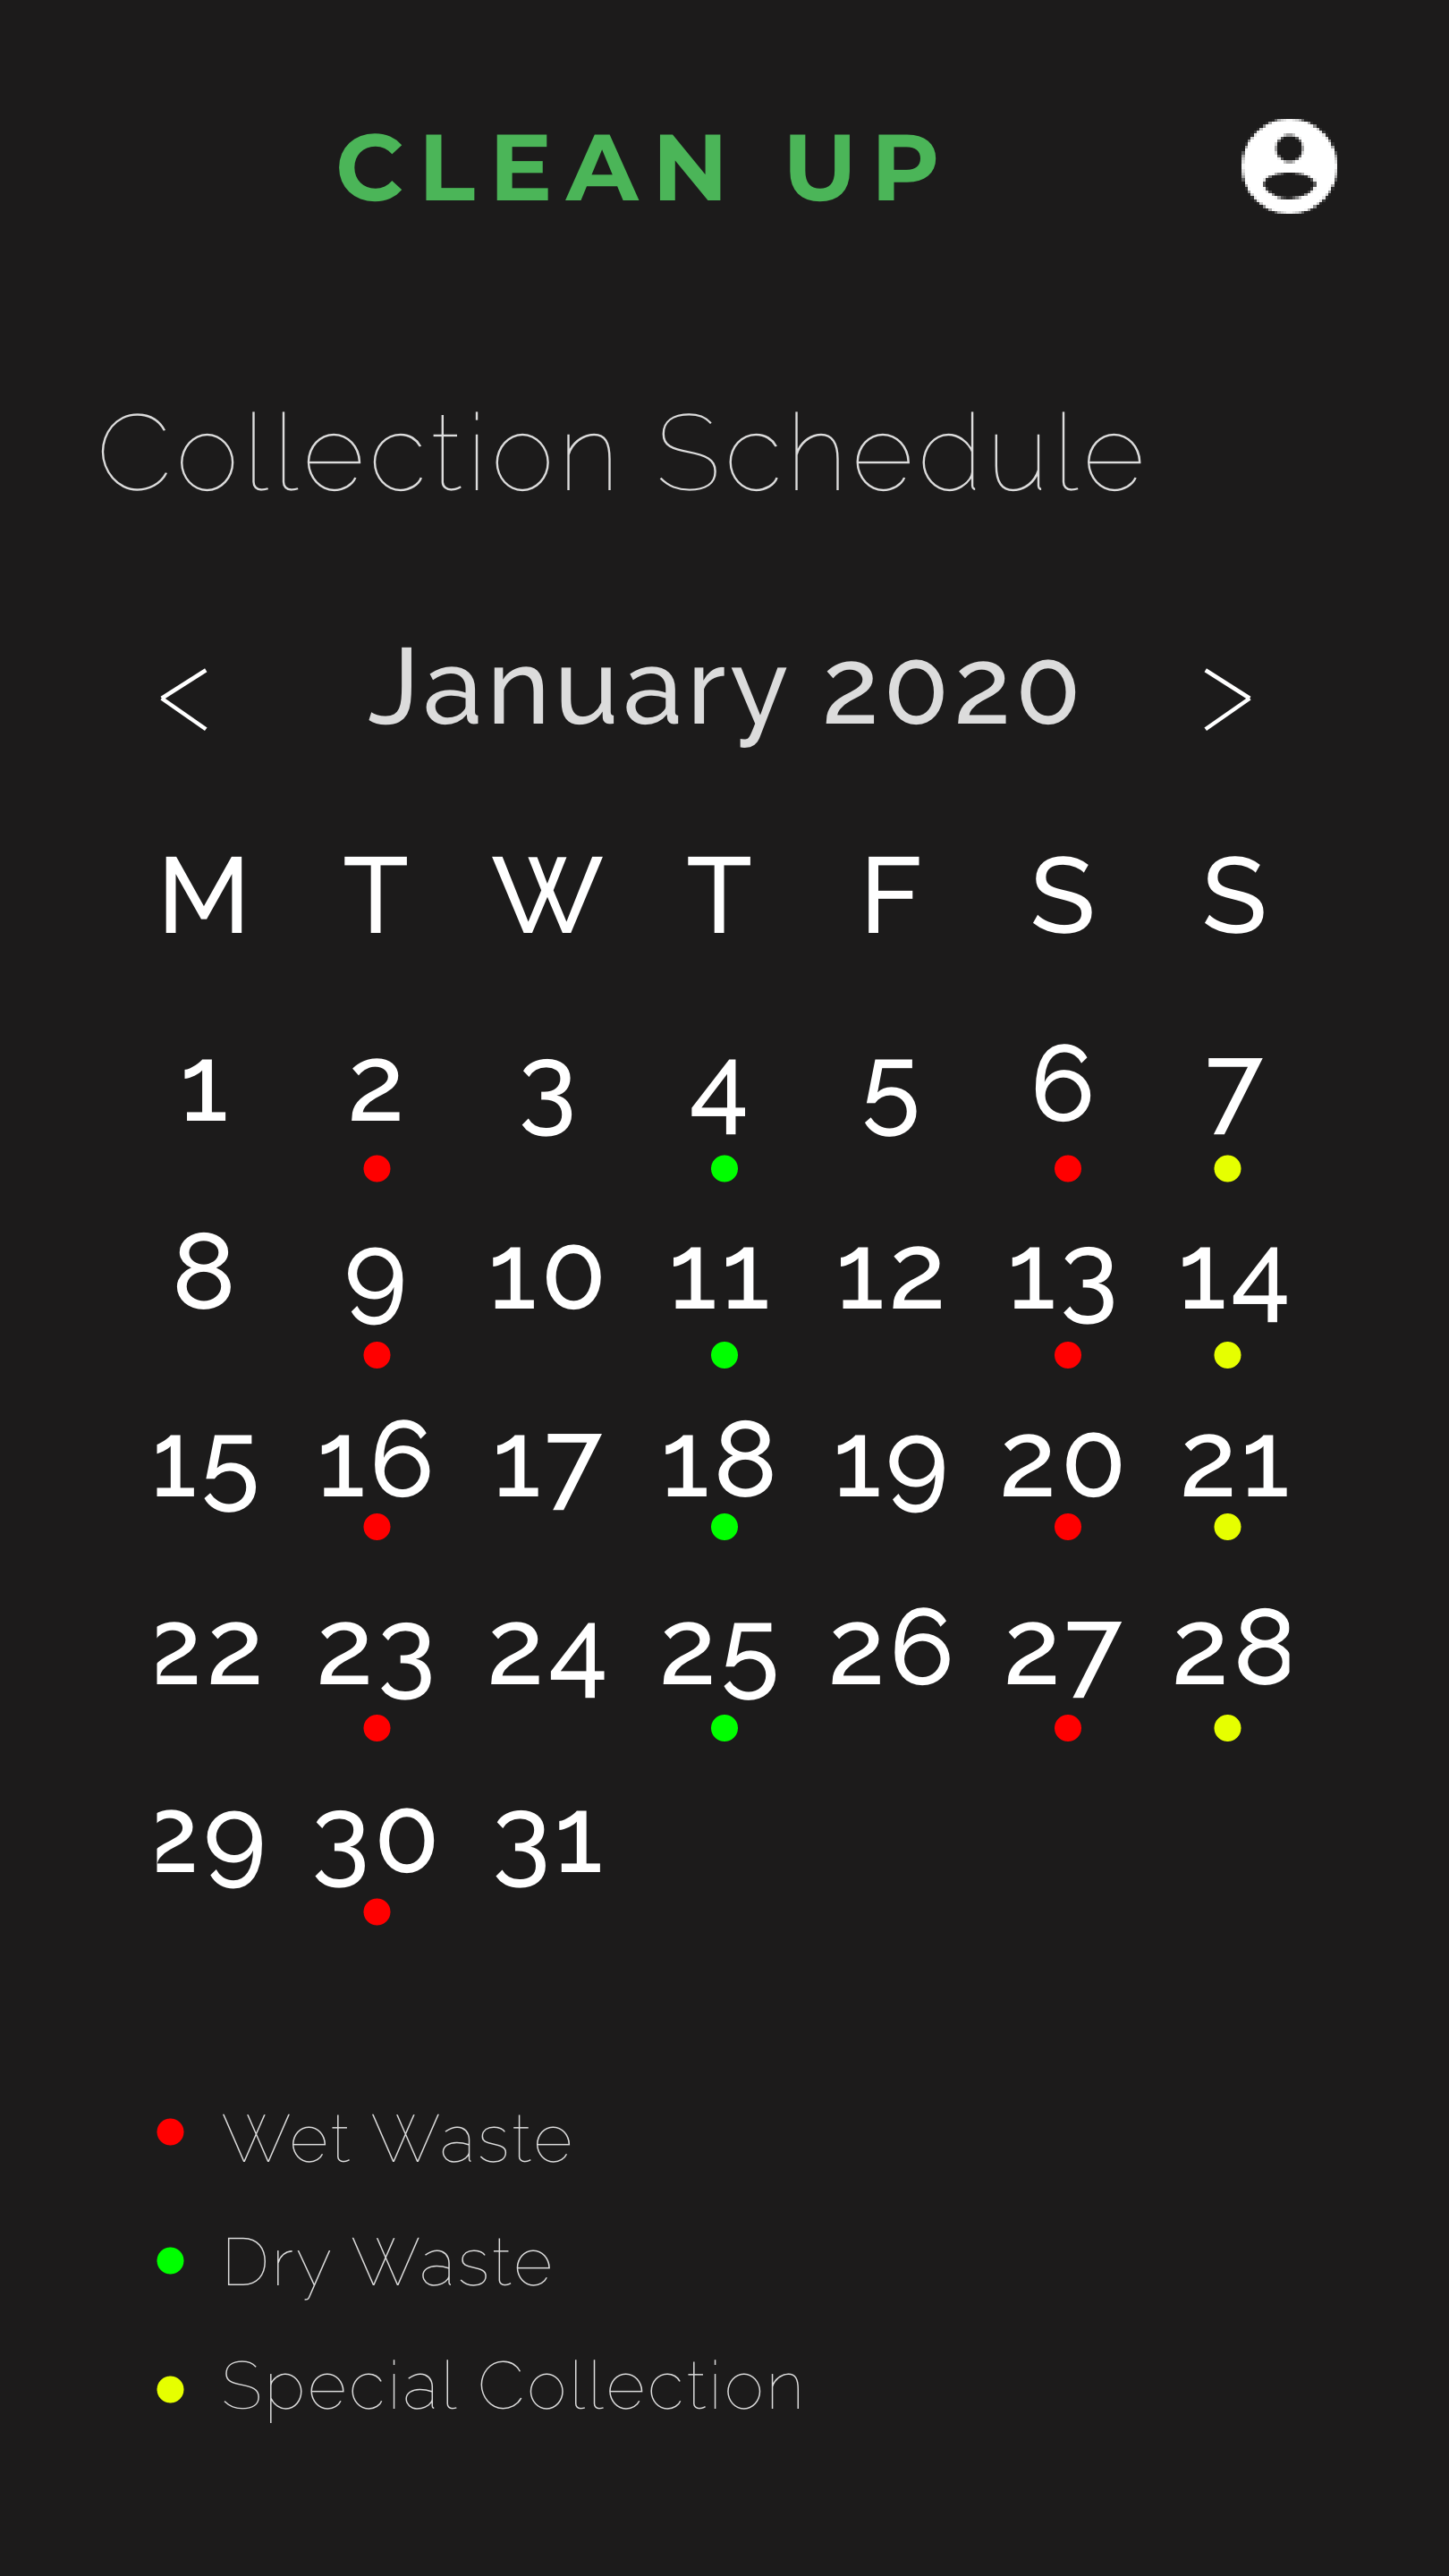 CLEAN UP
Collection Schedule
< January 2020 >
M T W T F S S
1 2 3 4 5 6 7
8 9 10 11 12 13 14
15 16 17 18 19 20 21
22 23 24 25 26 27 28
29 30 31
Wet Waste
Dry Waste
Special Collection